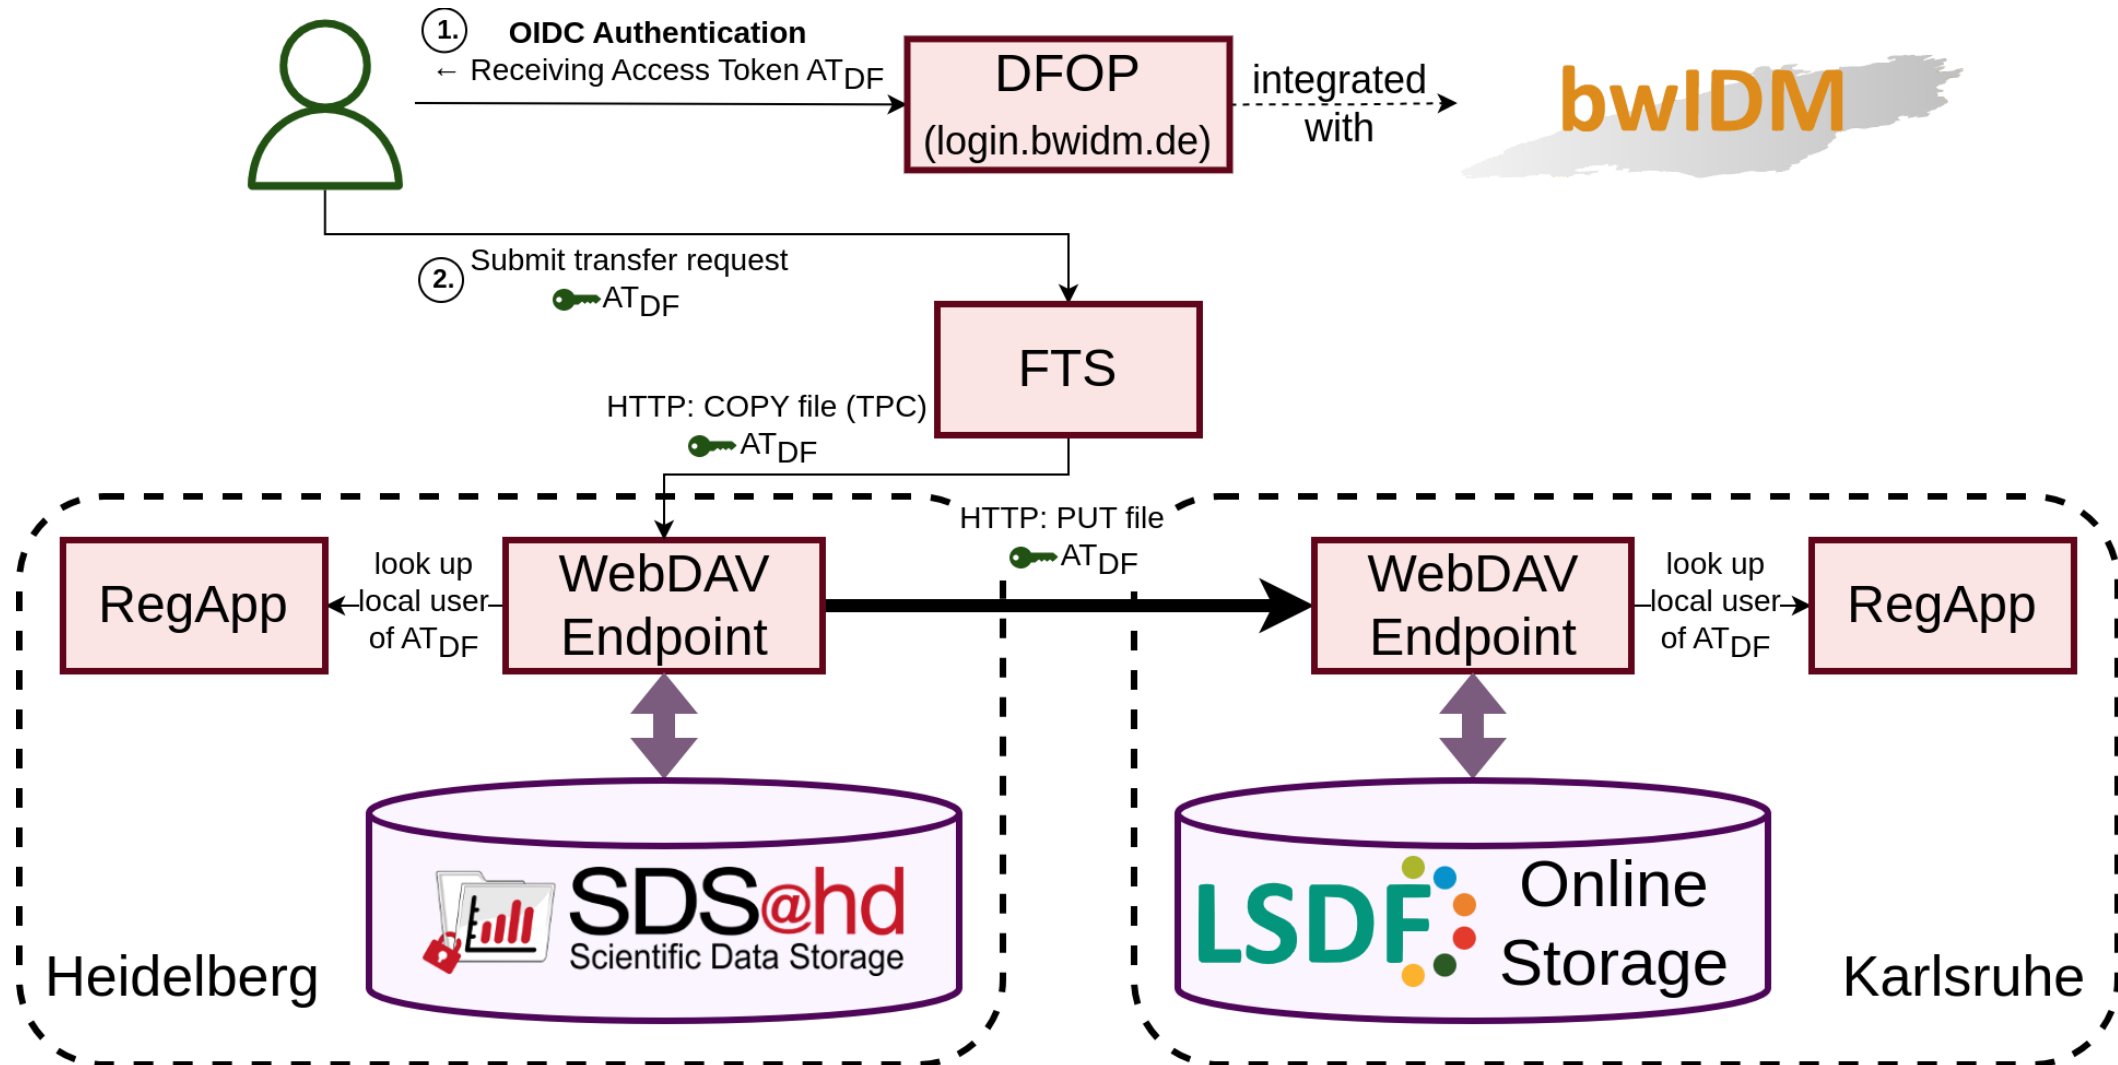 1.
OIDC Authentication
← Receiving Access Token ATDF
DFOP
(login.bwidm.de)
integrated
with
bwIDM
2.
Submit transfer request
ATDF
FTS
HTTP: COPY file (TPC)
ATDF
HTTP: PUT file
ATDF
RegApp
look up
local user
of ATDF
WebDAV
Endpoint
WebDAV
Endpoint
look up
local user
of ATDF
RegApp
SDS@hd
Scientific Data Storage
Heidelberg
LSDF
Online
Storage
Karlsruhe